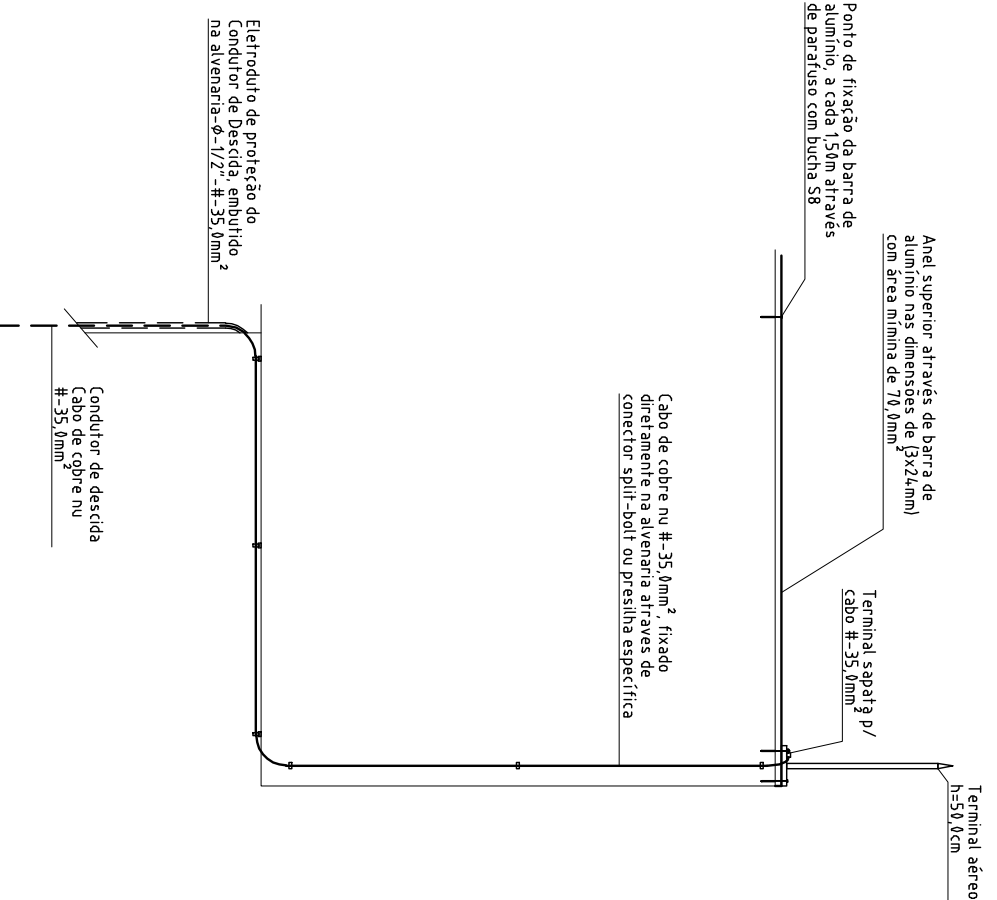 Terminal aéreo
h=50,0cm
Terminal sapata p/
cabo #-35,0mm²
Anel superior através de barra de
alumínio nas dimensões de (3x24mm)
com área mímina de 70,0mm²
Ponto de fixação da barra de
alumínio, a cada 1,50m através
de parafuso com bucha S8
Cabo de cobre nu #-35,0mm², fixado
diretamente na alvenaria atraves de
conector split-bolt ou presilha específica
Eletroduto de proteção do
Condutor de Descida, embutido
na alvenaria-Ø-1/2"-#-35,0mm²
Condutor de descida
Cabo de cobre nu
#-35,0mm²